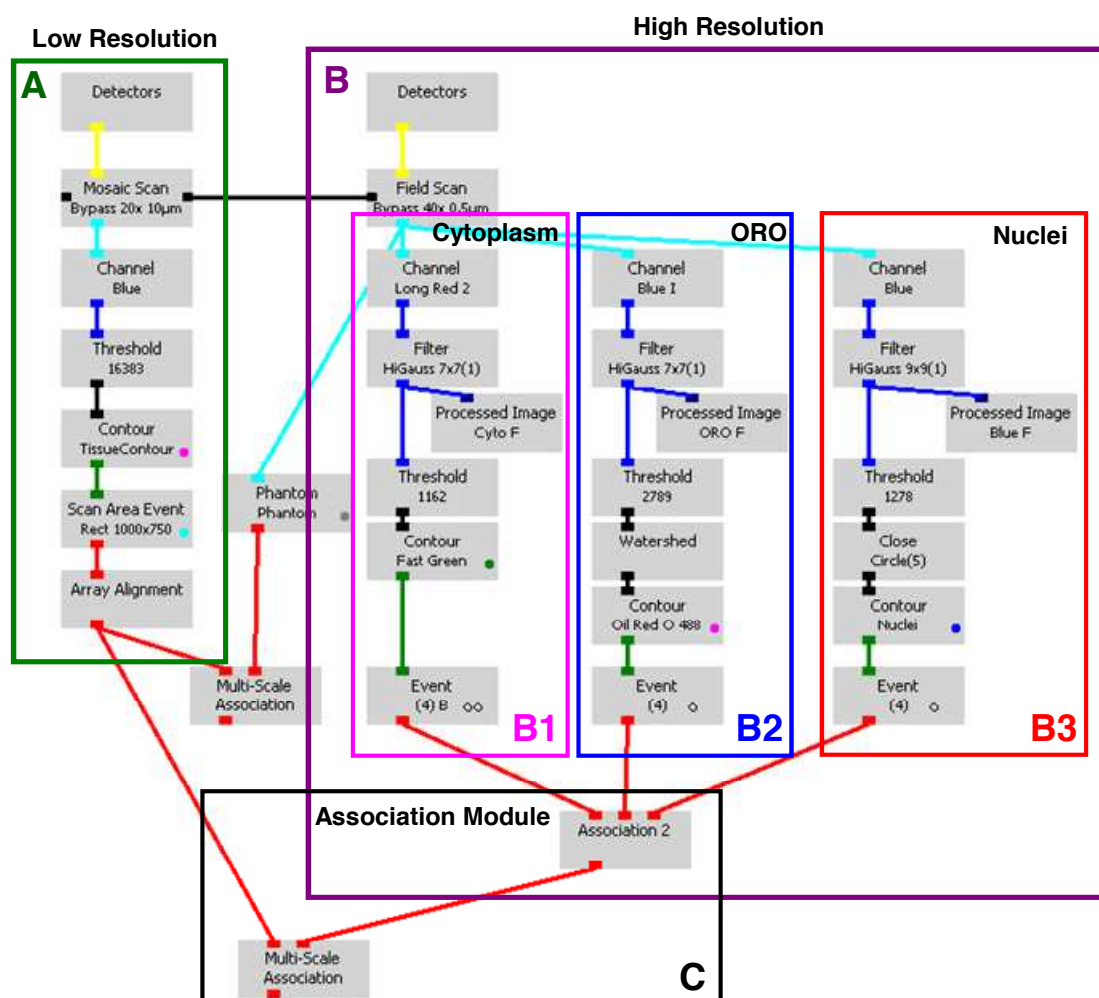 Low Resolution
High Resolution
A
Detectors
Mosaic Scan
Bypass 20x 10µm
Channel
Blue
Threshold
16383
Contour
TissueContour
Scan Area Event
Rect 1000x750
Array Alignment
B
Detectors
Field Scan
Bypass 40x 0.5µm
Phantom
Phantom
Multi-Scale
Association
Cytoplasm
Channel
Long Red 2
Filter
HiGauss 7x7(1)
Processed Image
Cyto F
Threshold
1162
Contour
Fast Green
Event
(4) B
B1
ORO
Channel
Blue I
Filter
HiGauss 7x7(1)
Processed Image
ORO F
Threshold
2789
Watershed
Contour
Oil Red O 488
Event
(4)
B2
Nuclei
Channel
Blue
Filter
HiGauss 9x9(1)
Processed Image
Blue F
Threshold
1278
Close
Circle(5)
Contour
Nuclei
Event
(4)
B3
Association Module
Association 2
Multi-Scale
Association
C